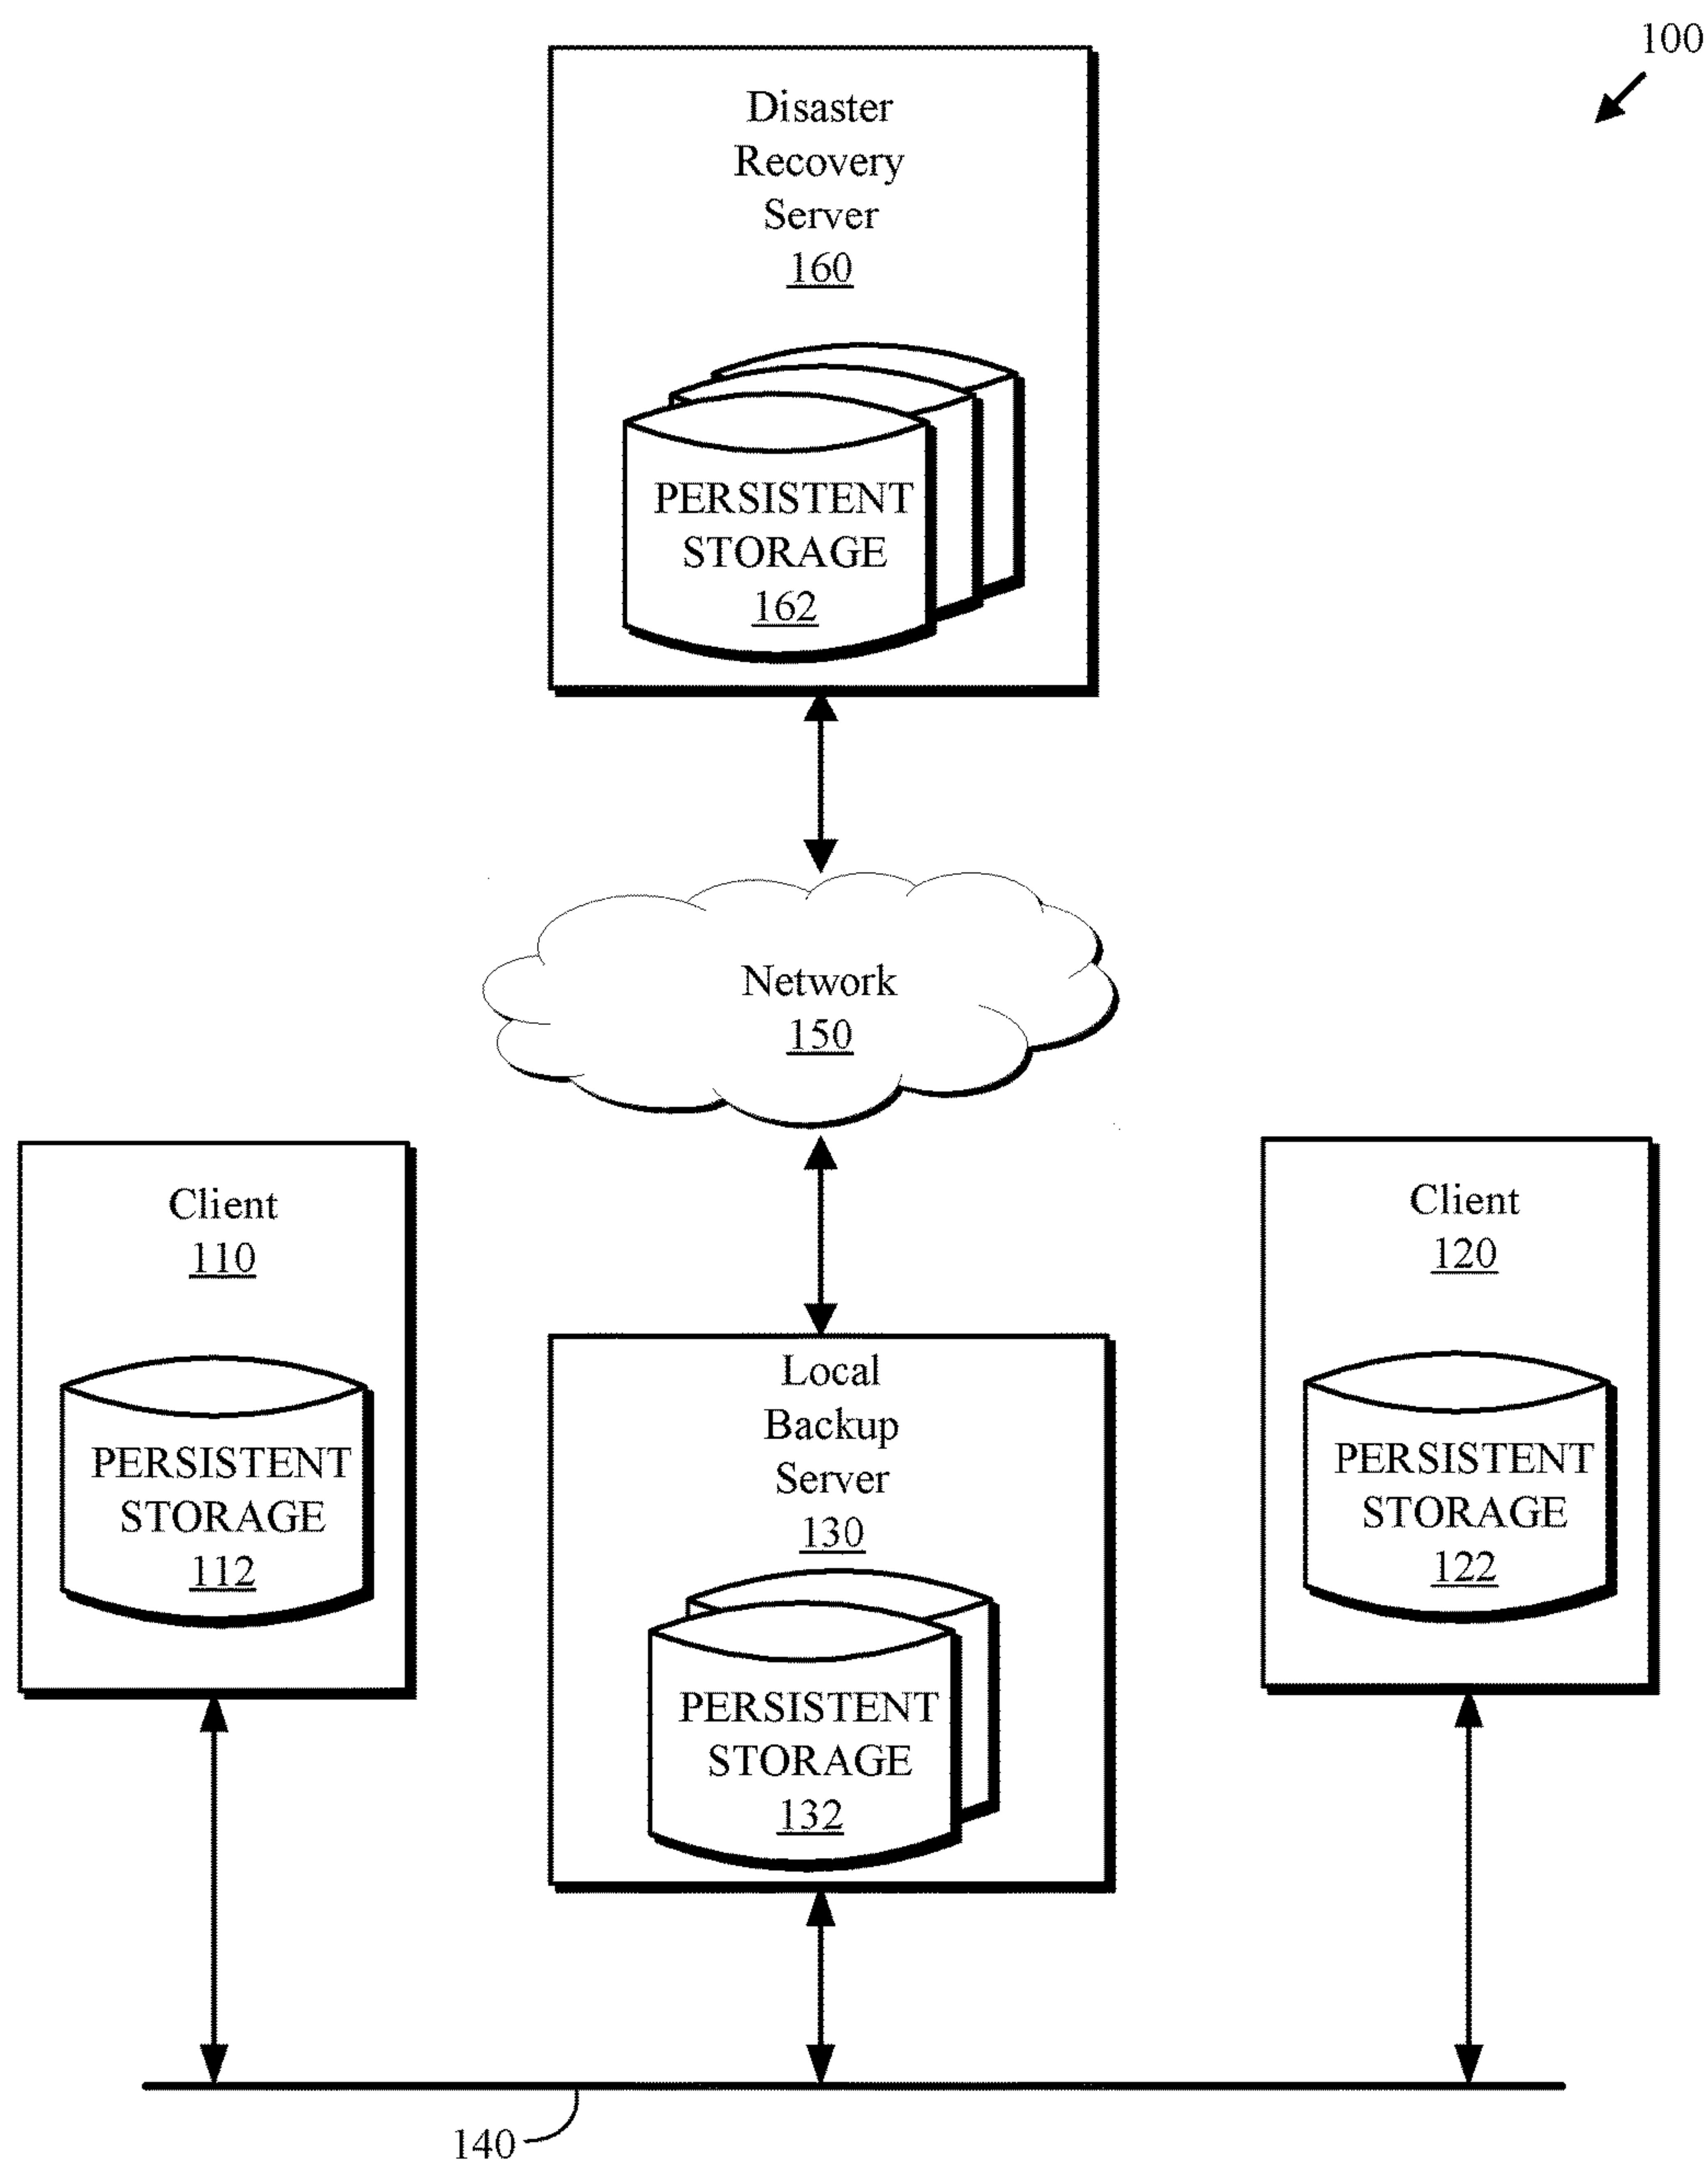 100
Disaster
Recovery
Server
160
PERSISTENT
STORAGE
162
Network
150
Client
110
PERSISTENT
STORAGE
112
Local
Backup
Server
130
PERSISTENT
STORAGE
132
Client
120
PERSISTENT
STORAGE
122
140